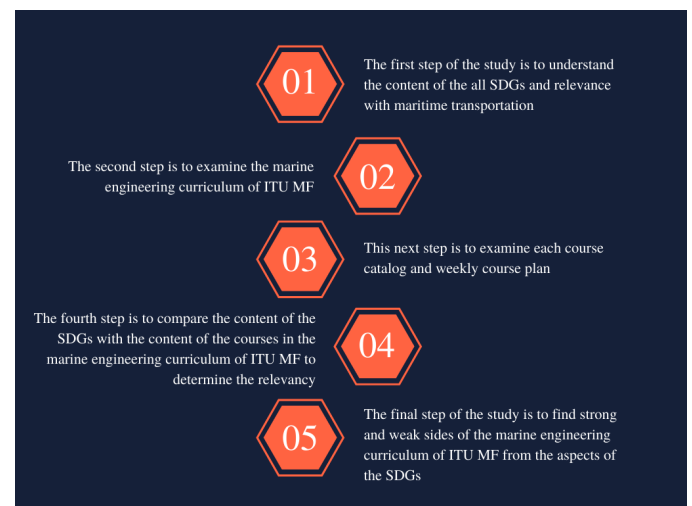 01
The first step of the study is to understand
the content of the all SDGs and relevance
with maritime transportation
The second step is to examine the marine
engineering curriculum of ITU MF
02
03
This next step is to examine each course
catalog and weekly course plan
The fourth step is to compare the content of the
SDGs with the content of the courses in the
marine engineering curriculum of ITU MF to
determine the relevancy
04
05
The final step of the study is to find strong
and weak sides of the marine engineering
curriculum of ITU MF from the aspects of
the SDGs